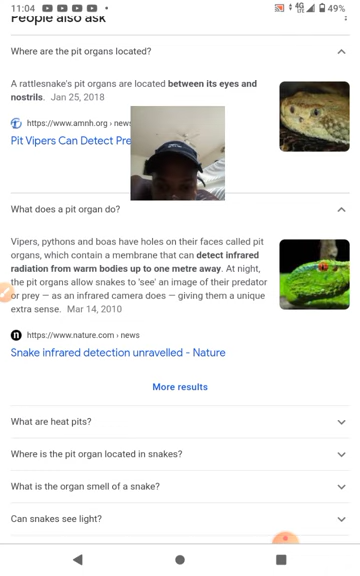 11:04
4G
49%
People also ask
Where are the pit organs located?
A rattlesnake's pit organs are located between its eyes and
nostrils. Jan 25, 2018
https://www.amnh.org › news
Pit Vipers Can Detect Pre
What does a pit organ do?
Vipers, pythons and boas have holes on their faces called pit
organs, which contain a membrane that can detect infrared
radiation from warm bodies up to one metre away. At night,
the pit organs allow snakes to 'see' an image of their predator
or prey — as an infrared camera does — giving them a unique
extra sense. Mar 14, 2010
n
https://www.nature.com › news
Snake infrared detection unravelled - Nature
More results
What are heat pits?
Where is the pit organ located in snakes?
What is the organ smell of a snake?
Can snakes see light?